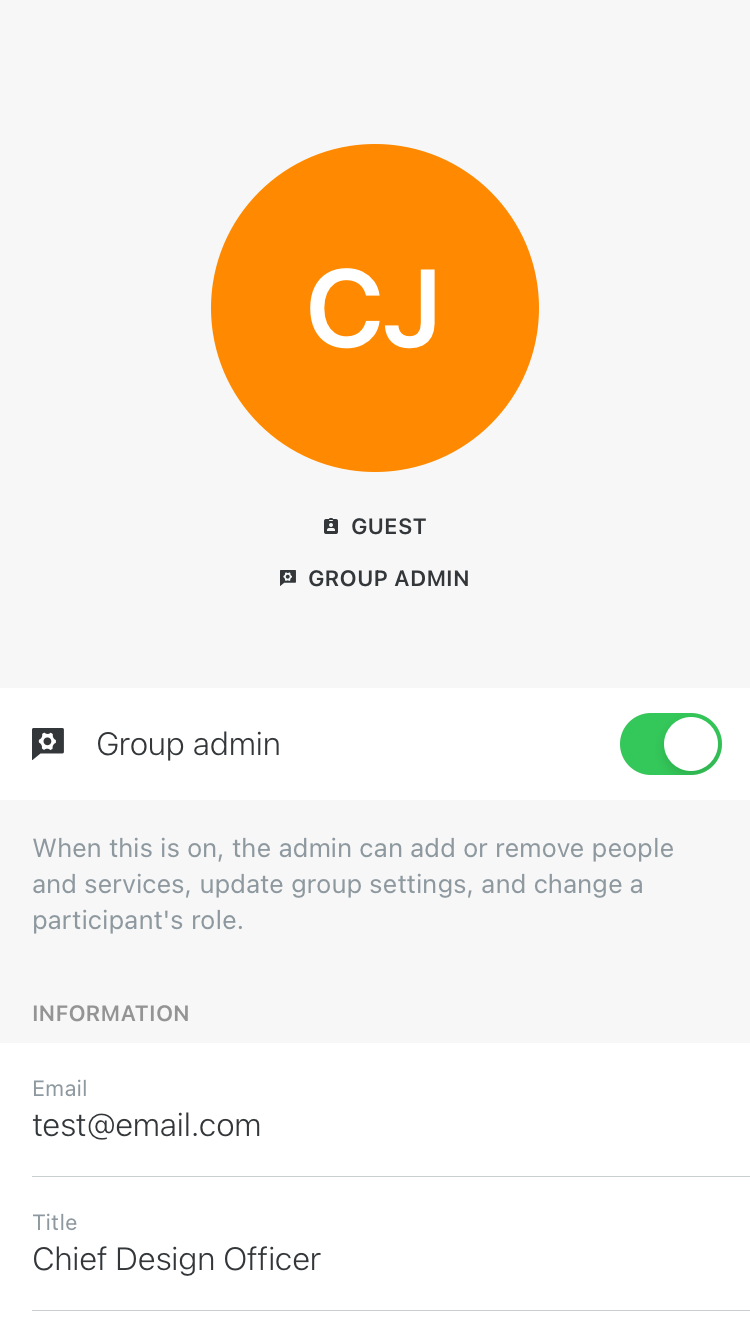 CJ
GUEST
GROUP ADMIN
Group admin
When this is on, the admin can add or remove people
and services, update group settings, and change a
participant's role.
INFORMATION
Email
test@email.com
Title
Chief Design Officer